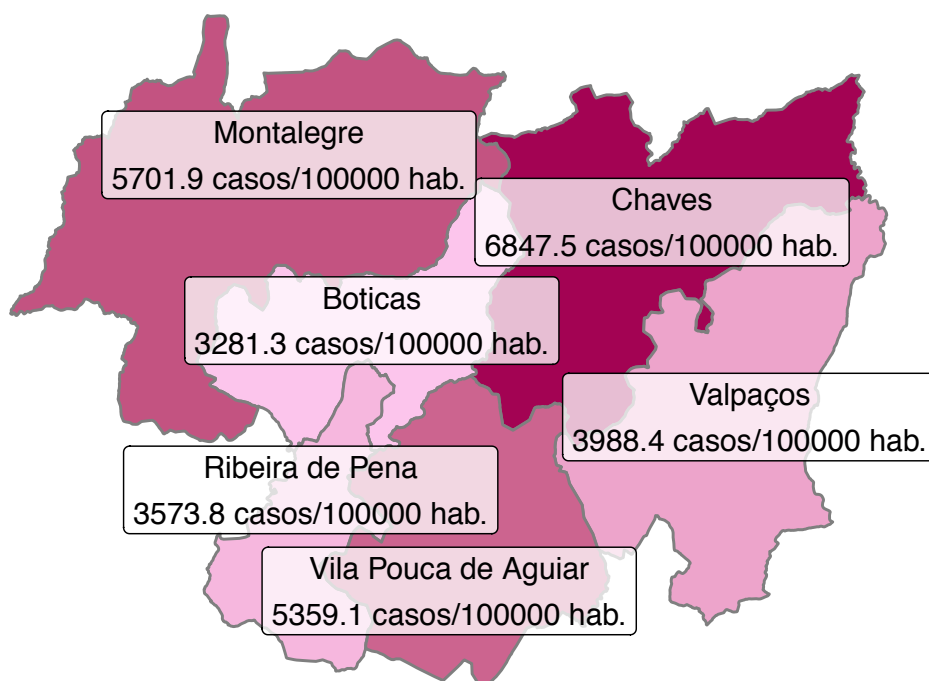 Montalegre
5701.9 casos/100000 hab.
Chaves
6847.5 casos/100000 hab.
Boticas
3281.3 casos/100000 hab.
Valpaços
3988.4 casos/100000 hab.
Ribeira de Pena
3573.8 casos/100000 hab.
Vila Pouca de Aguiar
5359.1 casos/100000 hab.